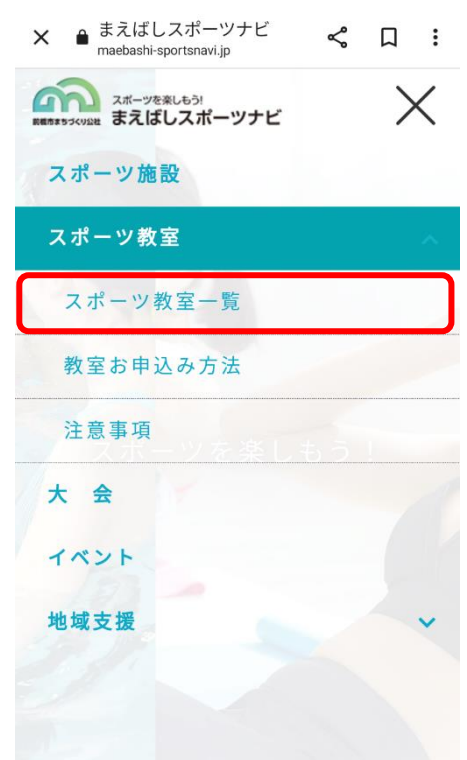 まえばしスポーツナビ
maebashi-sportsnavi.jp
スポーツを楽しもう!
前橋市まちづくり公社 まえばしスポーツナビ
スポーツ施設
スポーツ教室
スポーツ教室一覧
教室お申込み方法
注意事項
スポーツを楽しもう！
大 会
イベント
地域支援